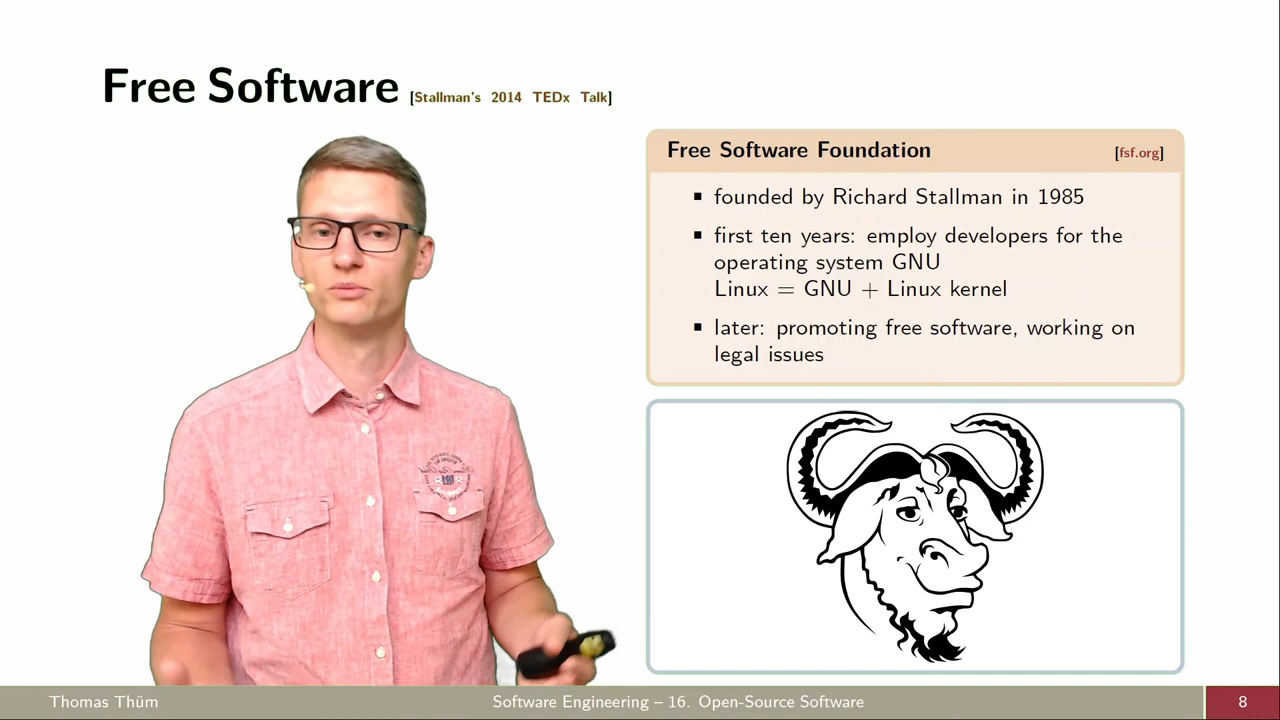 Free Software [Stallman's 2014 TEDx Talk]
Free Software Foundation [fsf.org]
▪ founded by Richard Stallman in 1985
▪ first ten years: employ developers for the
operating system GNU
Linux = GNU + Linux kernel
▪ later: promoting free software, working on
legal issues
Thomas Thüm Software Engineering – 16. Open-Source Software 8